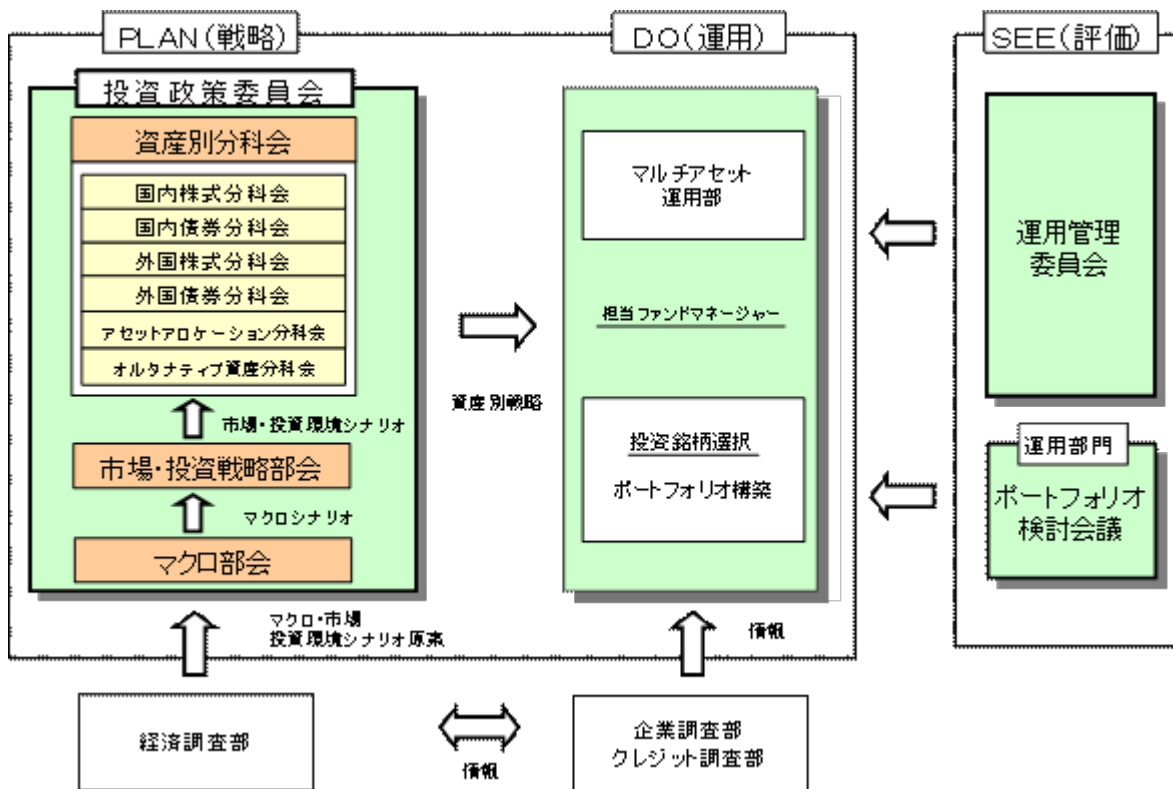 PLAN(戦略)
投資政策委員会
資産別分科会
国内株式分科会
国内債券分科会
外国株式分科会
外国債券分科会
アセットアロケーション分科会
オルタナティブ資産分科会
市場・投資環境シナリオ
市場・投資戦略部会
マクロシナリオ
マクロ部会
マクロ・市場
投資環境シナリオ原案
経済調査部
資産別戦略
情報
DO(運用)
マルチアセット
運用部
担当ファンドマネージャー
投資銘柄選択
ポートフォリオ構築
情報
企業調査部
クレジット調査部
SEE(評価)
運用管理
委員会
運用部門
ポートフォリオ
検討会議